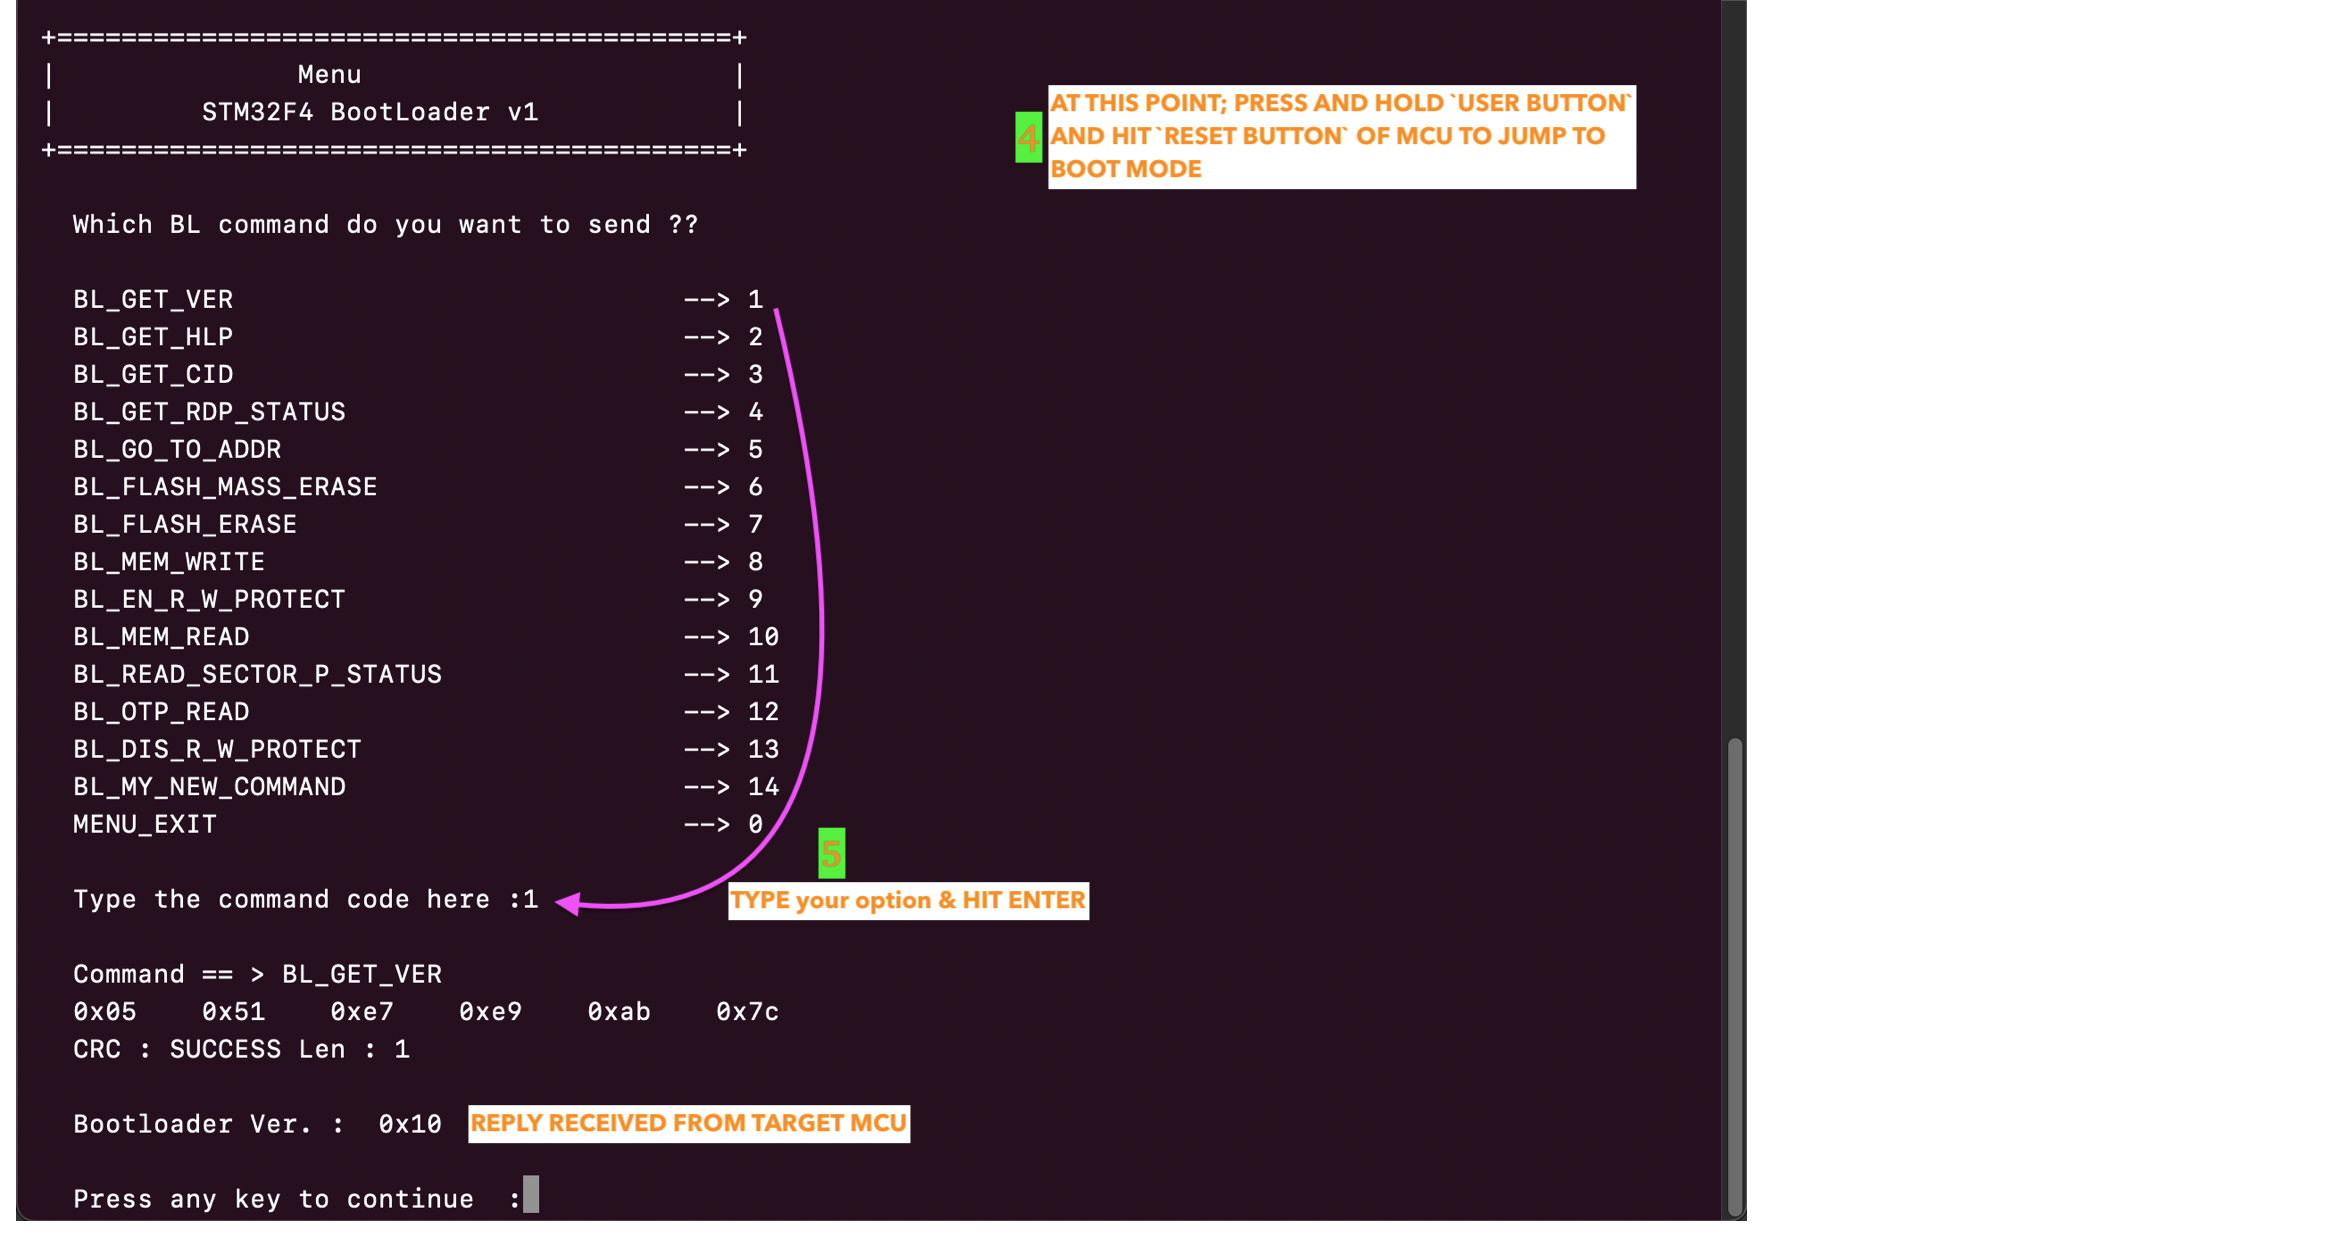 +==========================================+
| Menu |
| STM32F4 BootLoader v1 |
+==========================================+
4
AT THIS POINT; PRESS AND HOLD `USER BUTTON`
AND HIT `RESET BUTTON` OF MCU TO JUMP TO
BOOT MODE
Which BL command do you want to send ??
BL_GET_VER --> 1
BL_GET_HLP --> 2
BL_GET_CID --> 3
BL_GET_RDP_STATUS --> 4
BL_GO_TO_ADDR --> 5
BL_FLASH_MASS_ERASE --> 6
BL_FLASH_ERASE --> 7
BL_MEM_WRITE --> 8
BL_EN_R_W_PROTECT --> 9
BL_MEM_READ --> 10
BL_READ_SECTOR_P_STATUS --> 11
BL_OTP_READ --> 12
BL_DIS_R_W_PROTECT --> 13
BL_MY_NEW_COMMAND --> 14
MENU_EXIT --> 0
5
Type the command code here :1
TYPE your option & HIT ENTER
Command == > BL_GET_VER
0x05 0x51 0xe7 0xe9 0xab 0x7c
CRC : SUCCESS Len : 1
Bootloader Ver. : 0x10
REPLY RECEIVED FROM TARGET MCU
Press any key to continue :